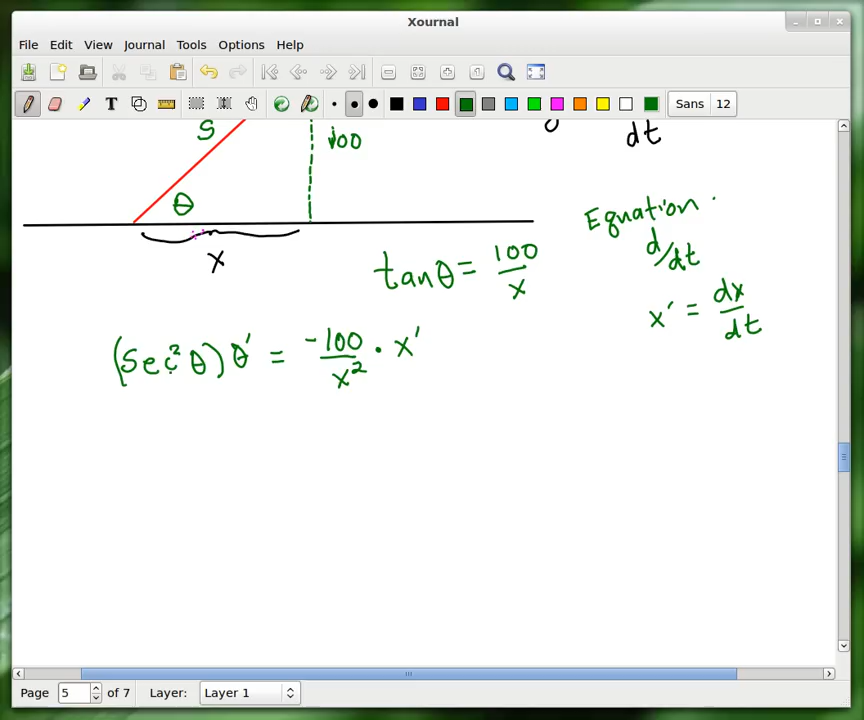 Xournal
File Edit View Journal Tools Options Help
T Sans 12
S
100
dt
θ
Equation
d/dt
x
tanθ = 100/x
x' = dx/dt
(Sec²θ)θ' = -100/x² · x'
Page 5 of 7 Layer: Layer 1